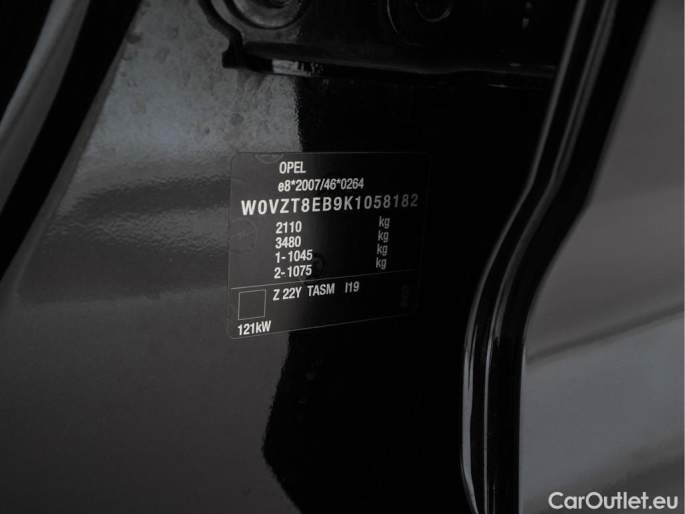 OPEL
e8*2007/46*0264
W0VZT8EB9K1058182
2110 kg
3480 kg
1-1045 kg
2-1075 kg
Z 22Y TASM I19
121kW
CarOutlet.eu